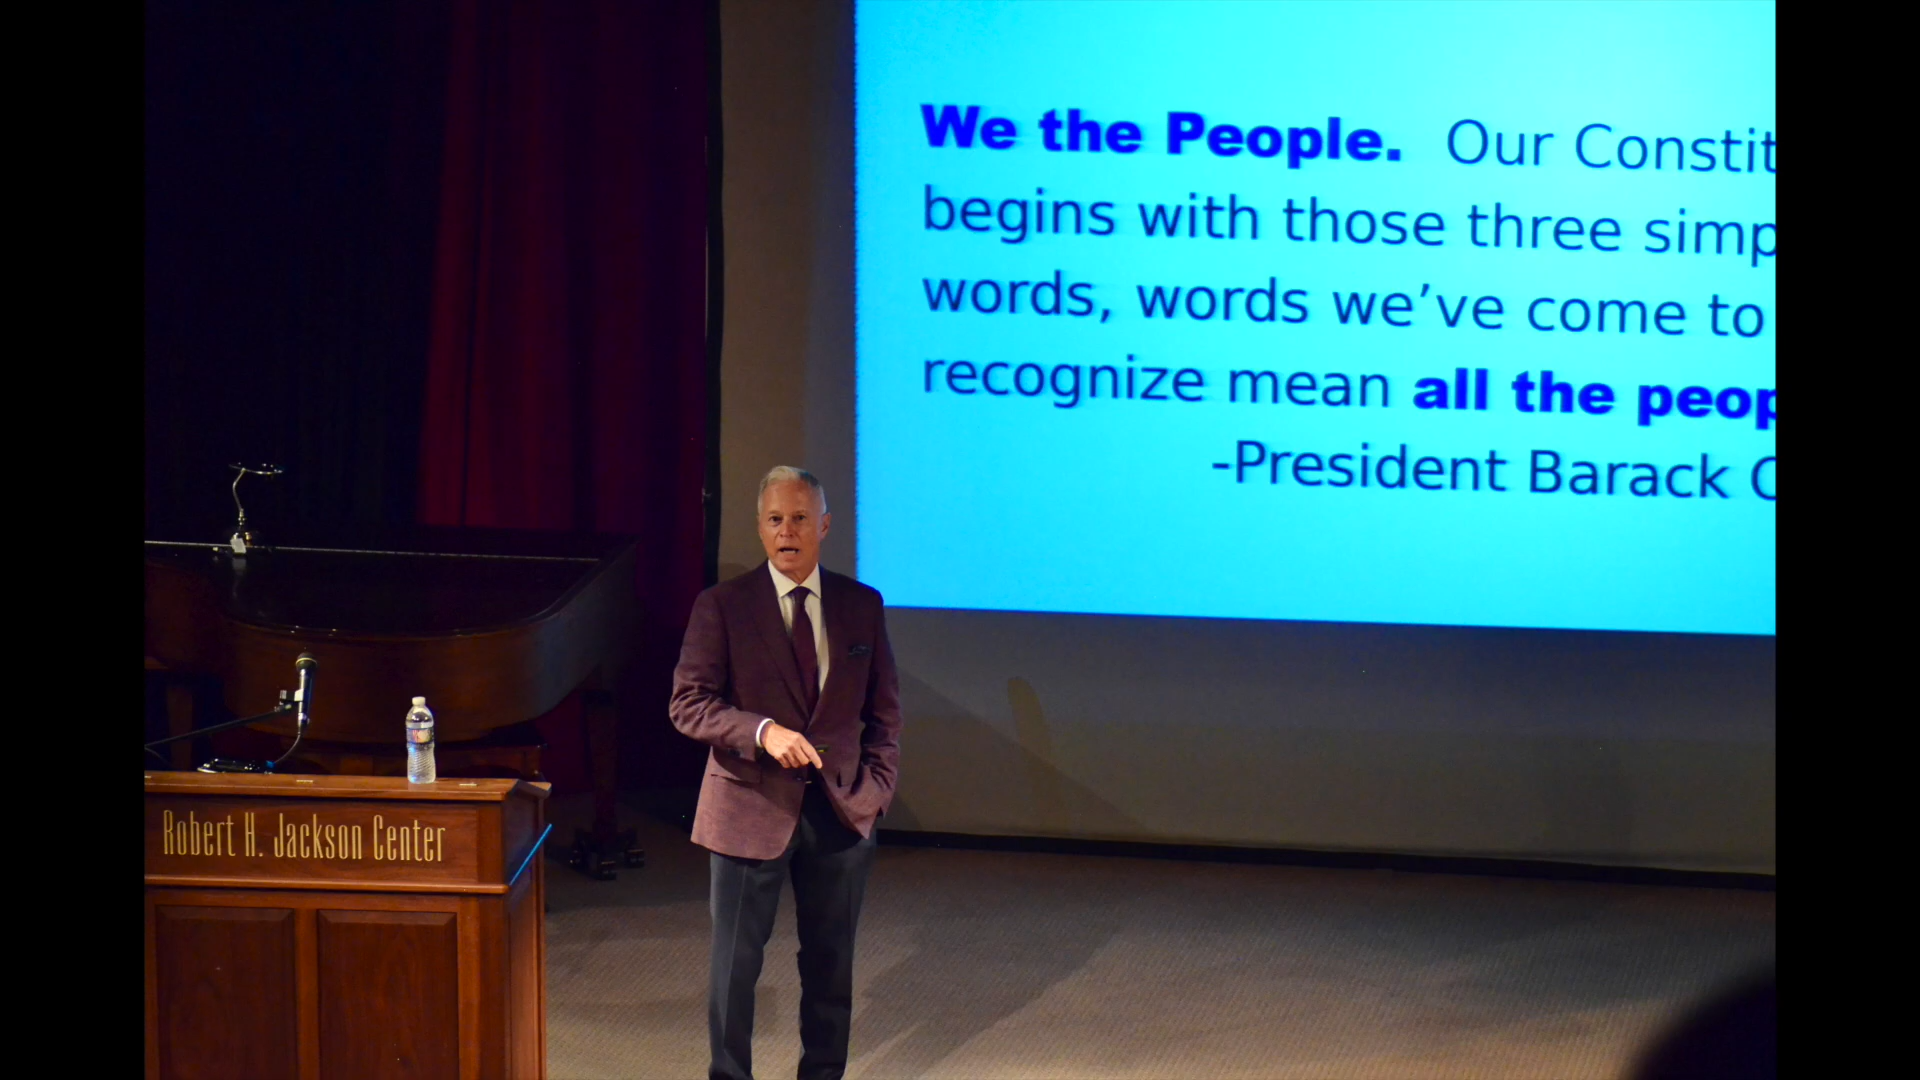 We the People. Our Constit
begins with those three simp
words, words we've come to
recognize mean all the peop
-President Barack O
Robert H. Jackson Center